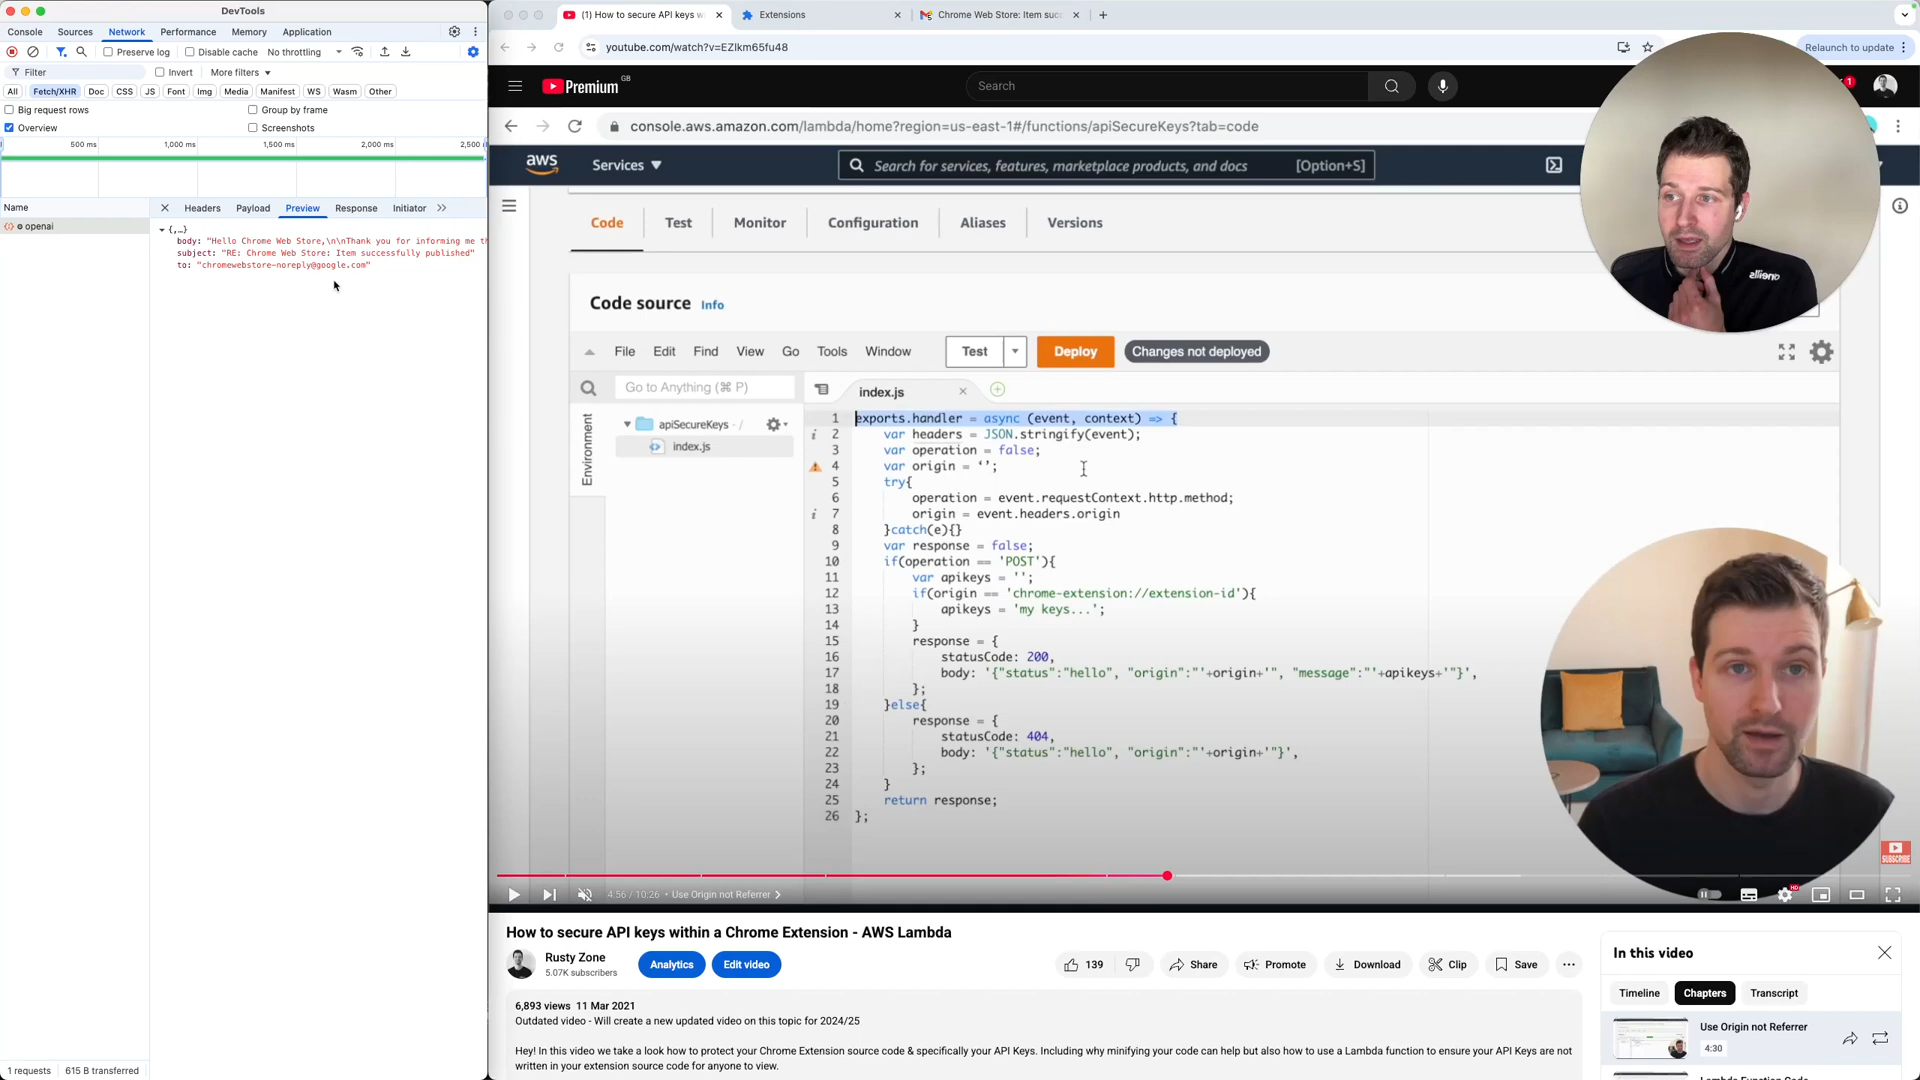 DevTools
Console Sources Network Performance Memory Application
Preserve log Disable cache No throttling
Filter Invert More filters
All Fetch/XHR Doc CSS JS Font Img Media Manifest WS Wasm Other
Big request rows Group by frame
Overview Screenshots
500 ms 1,000 ms 1,500 ms 2,000 ms 2,500
Name Headers Payload Preview Response Initiator
openai
{,…}
body: "Hello Chrome Web Store,\n\nThank you for informing me th
subject: "RE: Chrome Web Store: Item successfully published"
to: "chromewebstore-noreply@google.com"
1 requests 615 B transferred
(1) How to secure API keys w
Extensions
Chrome Web Store: Item suc
youtube.com/watch?v=EZIkm65fu48
Relaunch to update
Premium GB
Search
1
console.aws.amazon.com/lambda/home?region=us-east-1#/functions/apiSecureKeys?tab=code
aws Services Search for services, features, marketplace products, and docs [Option+S]
Code Test Monitor Configuration Aliases Versions
oneills
Code source Info
File Edit Find View Go Tools Window Test Deploy Changes not deployed
Go to Anything (⌘ P) index.js
Environment
apiSecureKeys - /
index.js
1 exports.handler = async (event, context) => {
2 var headers = JSON.stringify(event);
3 var operation = false;
4 var origin = ‘’;
5 try{
6 operation = event.requestContext.http.method;
7 origin = event.headers.origin
8 }catch(e){}
9 var response = false;
10 if(operation == 'POST'){
11 var apikeys = '';
12 if(origin == 'chrome-extension://extension-id'){
13 apikeys = 'my keys...';
14 }
15 response = {
16 statusCode: 200,
17 body: '{"status":"hello", "origin":"'+origin+'", "message":"'+apikeys+'"}',
18 };
19 }else{
20 response = {
21 statusCode: 404,
22 body: '{"status":"hello", "origin":"'+origin+'"}',
23 };
24 }
25 return response;
26 };
SUBSCRIBE
4:56 / 10:26 • Use Origin not Referrer
HD
How to secure API keys within a Chrome Extension - AWS Lambda
Rusty Zone
5.07K subscribers
Analytics Edit video 139 Share Promote Download Clip Save
6,893 views 11 Mar 2021
Outdated video - Will create a new updated video on this topic for 2024/25
Hey! In this video we take a look how to protect your Chrome Extension source code & specifically your API Keys. Including why minifying your code can help but also how to use a Lambda function to ensure your API Keys are not
written in your extension source code for anyone to view.
In this video
Timeline Chapters Transcript
Use Origin not Referrer
4:30